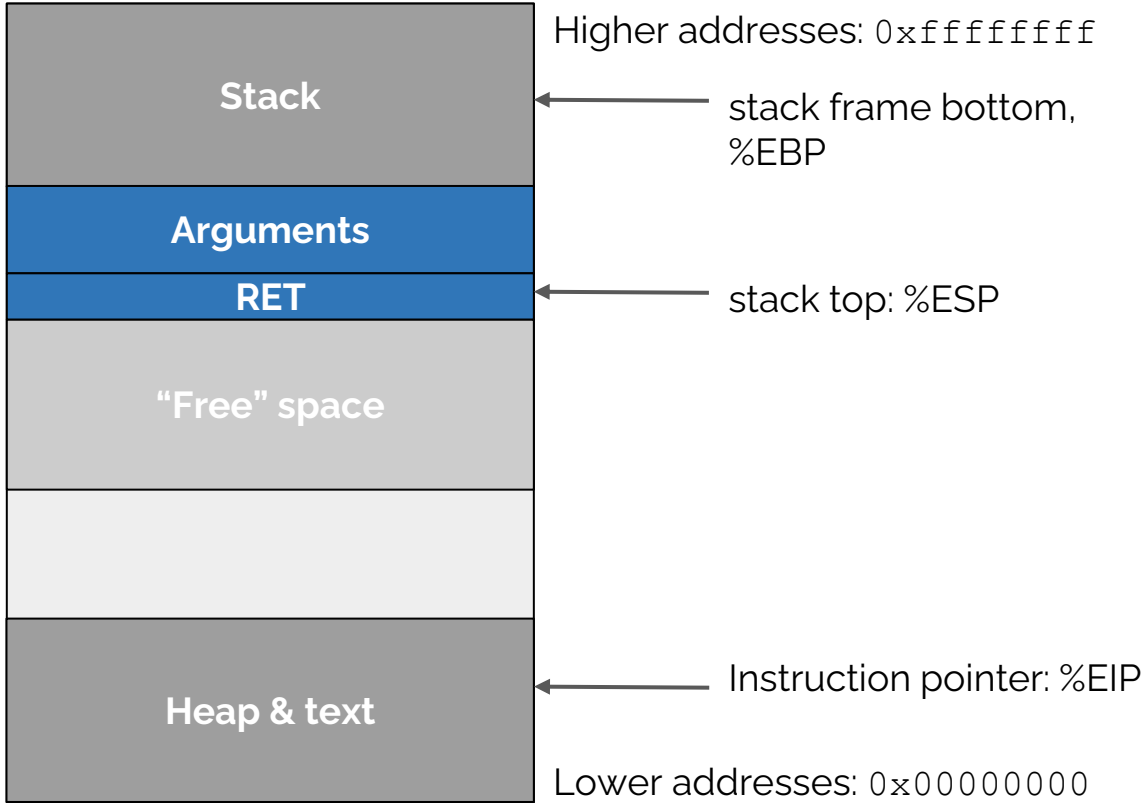 Higher addresses: 0xffffffff
Stack
stack frame bottom,
%EBP
Arguments
RET
stack top: %ESP
“Free” space
Instruction pointer: %EIP
Heap & text
Lower addresses: 0x00000000